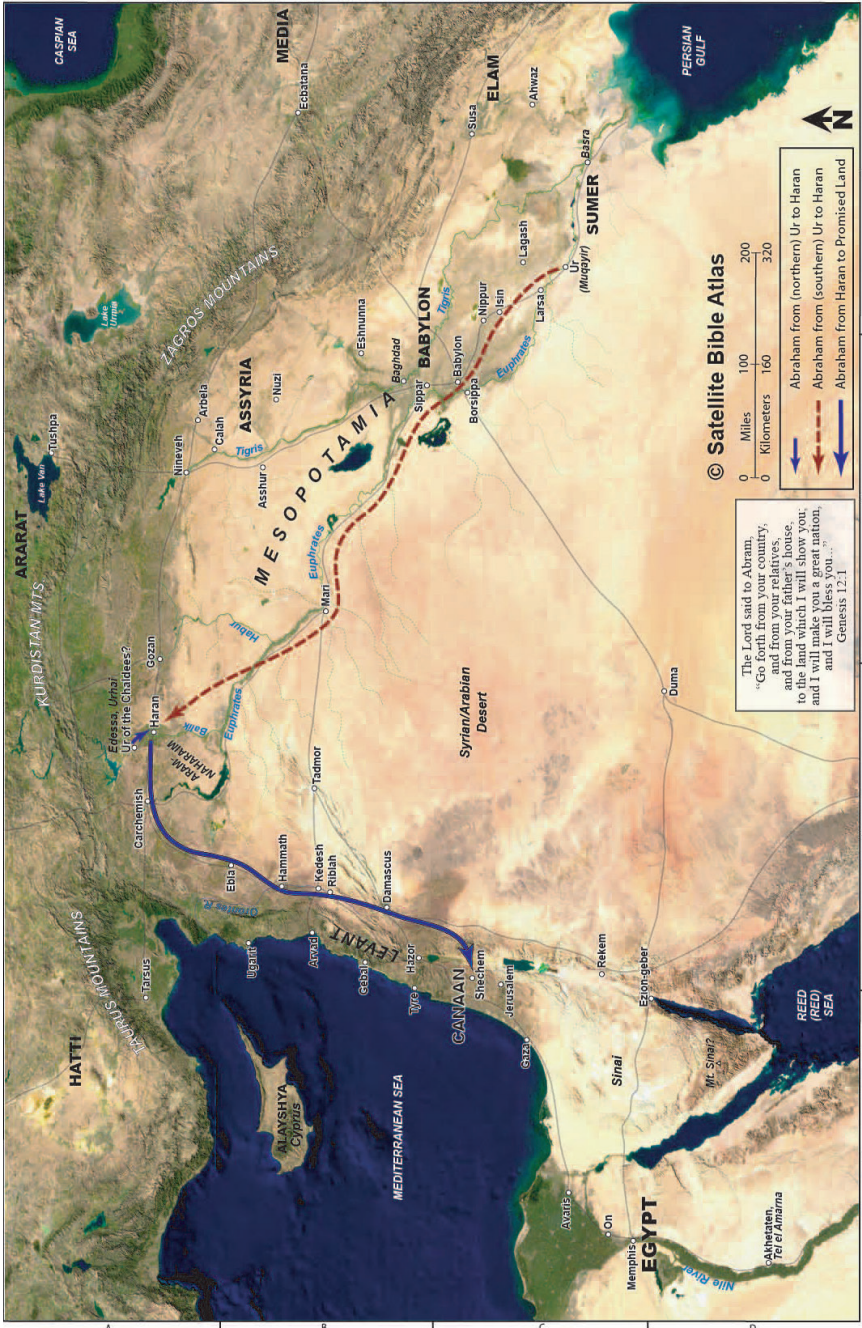 CASPIAN
SEA
MEDIA
Ecbatana
ELAM
Susa
Ahwaz
PERSIAN
GULF
N
Lake
Urmia
ZAGROS MOUNTAINS
Basra
SUMER
Lagash
Ur
(Muqayir)
Larsa
Nippur
Isin
Tigris
BABYLON
Babylon
Borsippa
Euphrates
Eshnunna
Baghdad
Sippar
Arbela
Calah
Nuzi
ASSYRIA
Nineveh
Tigris
Asshur
MESOPOTAMIA
Tushpa
Lake Van
ARARAT
KURDISTAN MTS
Euphrates
Mari
Habur
Gozan
Edessa, Urhai
Ur of the Chaldees?
Haran
Balik
Euphrates
ARAM-
NAHARAIM
Carchemish
Tadmor
Syrian/Arabian
Desert
Duma
Ebla
Hammath
Kedesh
Riblah
Damascus
Orontes R.
LEVANT
TAURUS MOUNTAINS
HATTI
Tarsus
Ugarit
Arvad
Gebal
Hazor
Tyre
CANAAN
Shechem
Jerusalem
Gaza
Rekem
Ezion-geber
ALAYSHYA
Cyprus
MEDITERRANEAN SEA
Sinai
Mt. Sinai?
REED
(RED)
SEA
Avaris
On
Memphis
EGYPT
Nile River
Akhetaten,
Tel el Amarna
© Satellite Bible Atlas
0 Miles 100 200
0 Kilometers 160 320
Abraham from (northern) Ur to Haran
Abraham from (southern) Ur to Haran
Abraham from Haran to Promised Land
The Lord said to Abram,
“Go forth from your country,
and from your relatives,
and from your father’s house,
to the land which I will show you;
and I will make you a great nation,
and I will bless you...”
Genesis 12:1
A
B
C
D